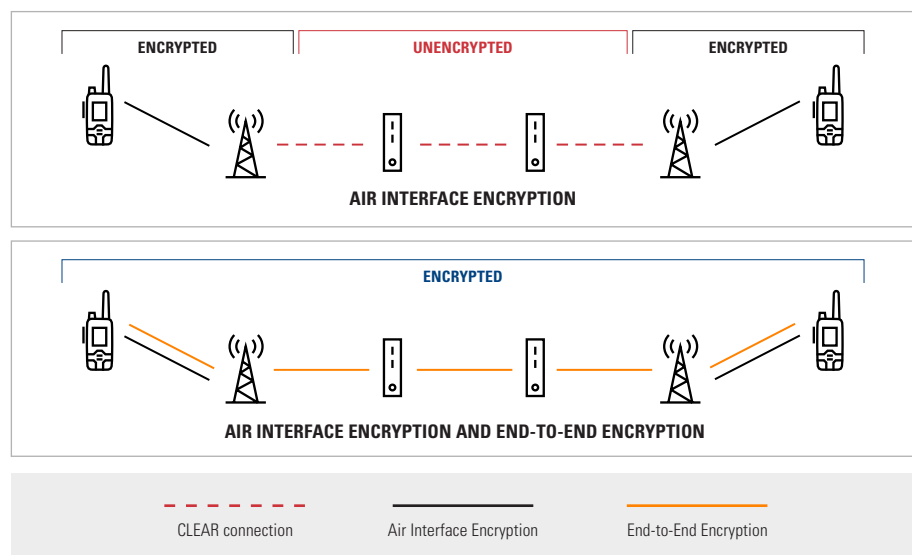 ENCRYPTED
UNENCRYPTED
ENCRYPTED
AIR INTERFACE ENCRYPTION
ENCRYPTED
AIR INTERFACE ENCRYPTION AND END-TO-END ENCRYPTION
CLEAR connection
Air Interface Encryption
End-to-End Encryption